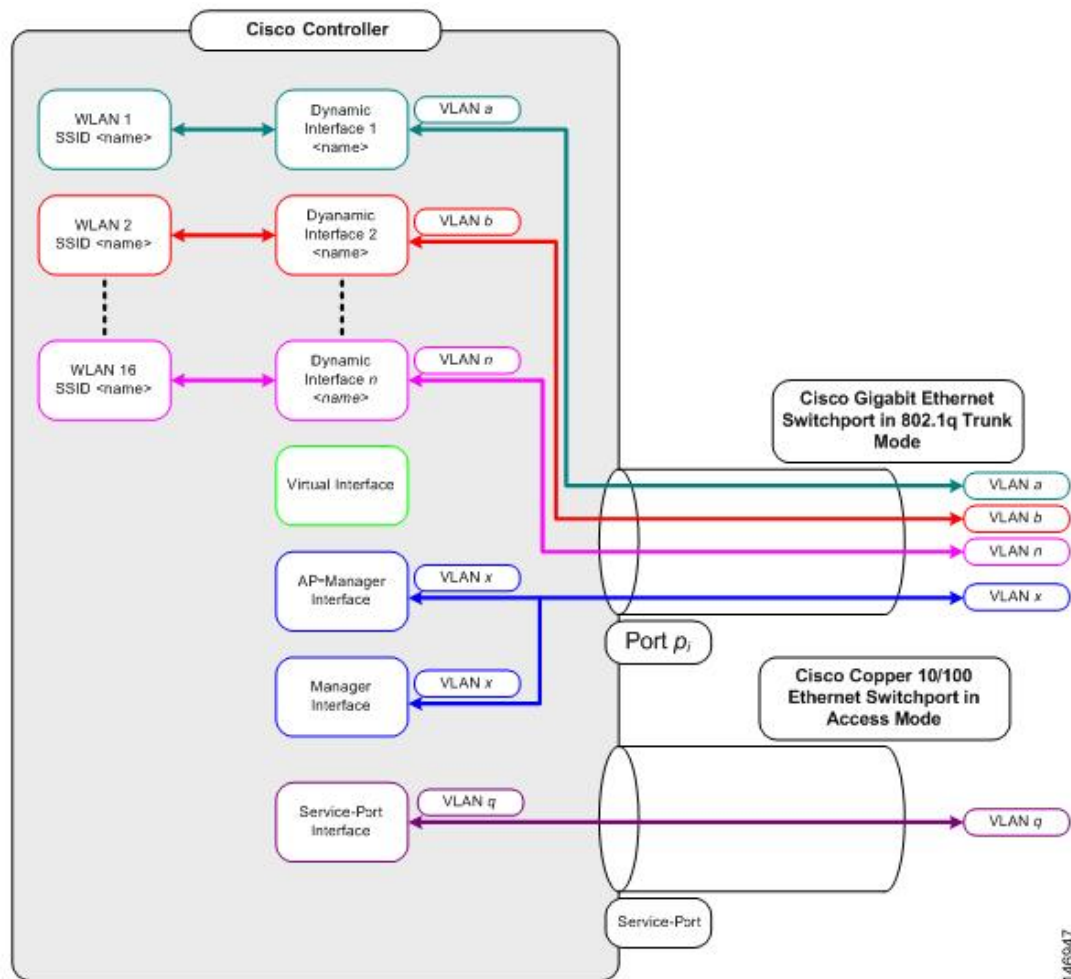 Cisco Controller
WLAN 1
SSID <name>
Dynamic
Interface 1
<name>
VLAN a
WLAN 2
SSID <name>
Dyanamic
Interface 2
<name>
VLAN b
WLAN 16
SSID <name>
Dynamic
Interface n
<name>
VLAN n
Cisco Gigabit Ethernet
Switchport in 802.1q Trunk
Mode
Virtual Interface
VLAN a
VLAN b
VLAN n
AP-Manager
Interface
VLAN x
VLAN x
Port pj
Manager
Interface
VLAN x
Cisco Copper 10/100
Ethernet Switchport in
Access Mode
Service-Port
Interface
VLAN q
VLAN q
Service-Port
146947